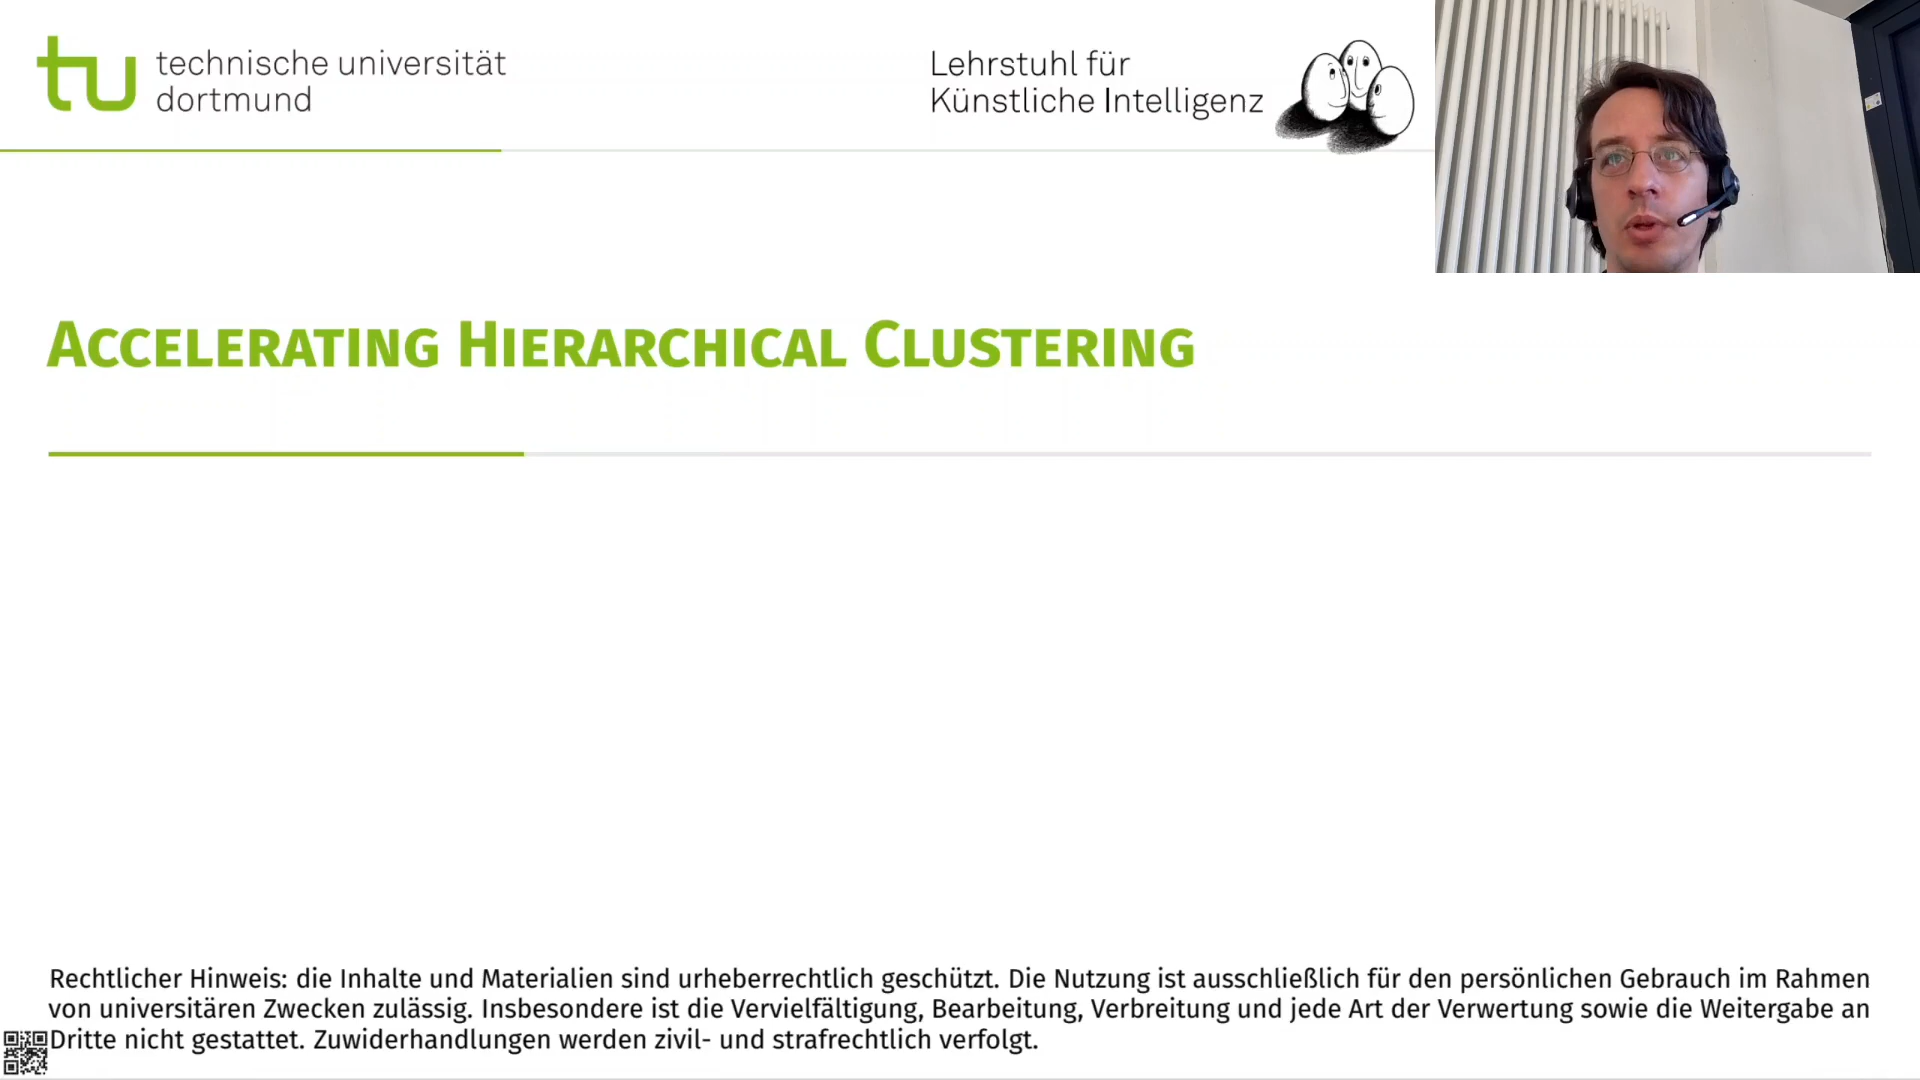 tu technische universität
dortmund
Lehrstuhl für
Künstliche Intelligenz
Accelerating Hierarchical Clustering
Rechtlicher Hinweis: die Inhalte und Materialien sind urheberrechtlich geschützt. Die Nutzung ist ausschließlich für den persönlichen Gebrauch im Rahmen
von universitären Zwecken zulässig. Insbesondere ist die Vervielfältigung, Bearbeitung, Verbreitung und jede Art der Verwertung sowie die Weitergabe an
Dritte nicht gestattet. Zuwiderhandlungen werden zivil- und strafrechtlich verfolgt.